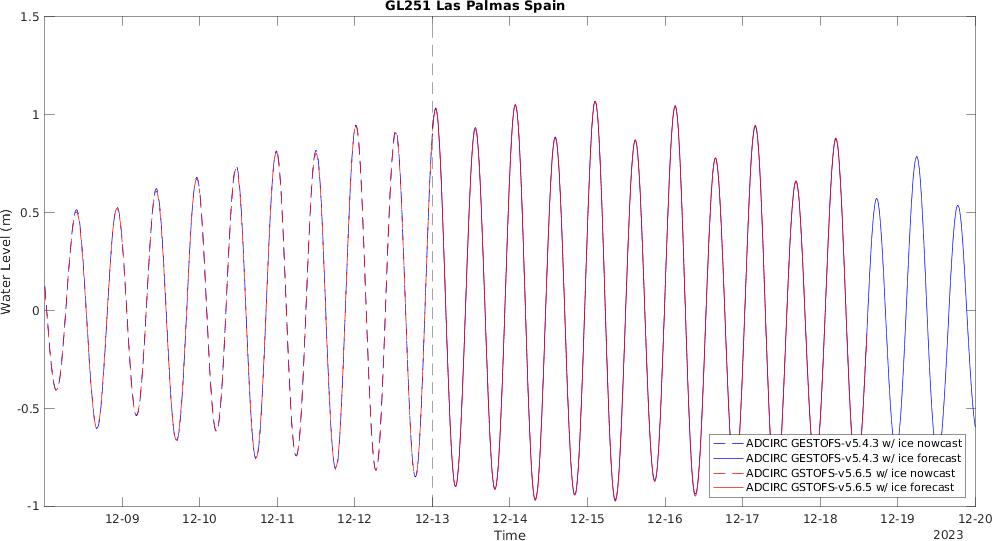 GL251 Las Palmas Spain
1.5
1
0.5
0
-0.5
-1
Water Level (m)
ADCIRC GESTOFS-v5.4.3 w/ ice nowcast
ADCIRC GESTOFS-v5.4.3 w/ ice forecast
ADCIRC GSTOFS-v5.6.5 w/ ice nowcast
ADCIRC GSTOFS-v5.6.5 w/ ice forecast
12-09 12-10 12-11 12-12 12-13 12-14 12-15 12-16 12-17 12-18 12-19 12-20
Time
2023